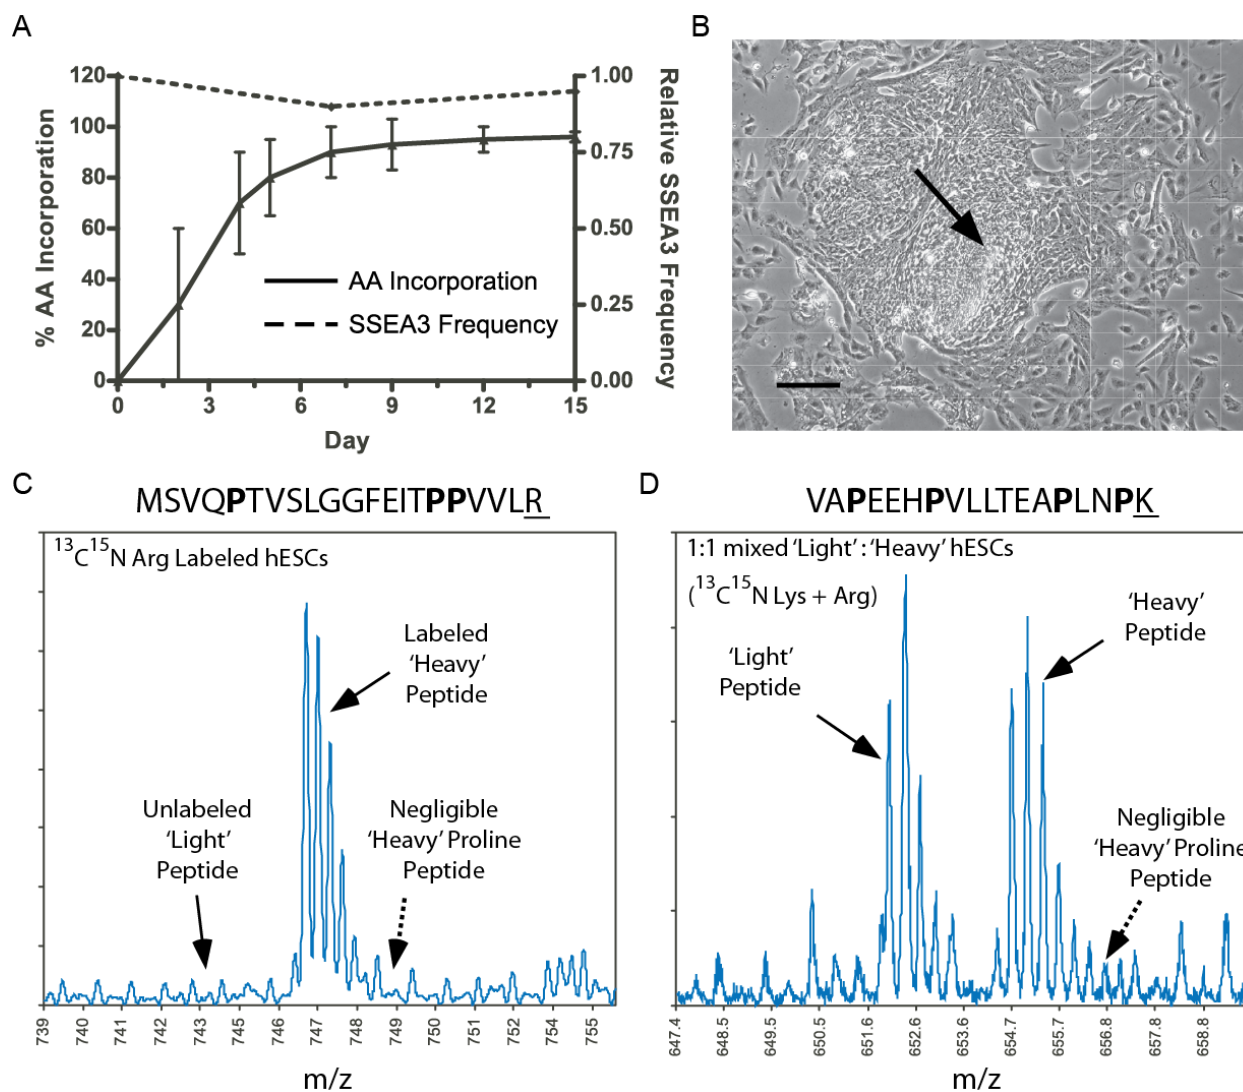 A
120
100
80
60
40
20
0
% AA Incorporation
1.00
0.75
0.50
0.25
0.00
Relative SSEA3 Frequency
AA Incorporation
SSEA3 Frequency
0 3 6 9 12 15
Day
B
C
MSVQPTVSLGGFEITPPVVLR
¹³C¹⁵N Arg Labeled hESCs
Labeled
'Heavy'
Peptide
Unlabeled
'Light'
Peptide
Negligible
'Heavy' Proline
Peptide
739 740 741 742 743 745 746 747 748 749 750 751 752 754 755
m/z
D
VAPEEHPVLLTEAPLNPK
1:1 mixed 'Light': 'Heavy' hESCs
(¹³C¹⁵N Lys + Arg)
'Light'
Peptide
'Heavy'
Peptide
Negligible
'Heavy' Proline
Peptide
647.4 648.5 549.5 650.5 651.6 652.6 653.6 654.7 655.7 656.8 657.8 658.8
m/z